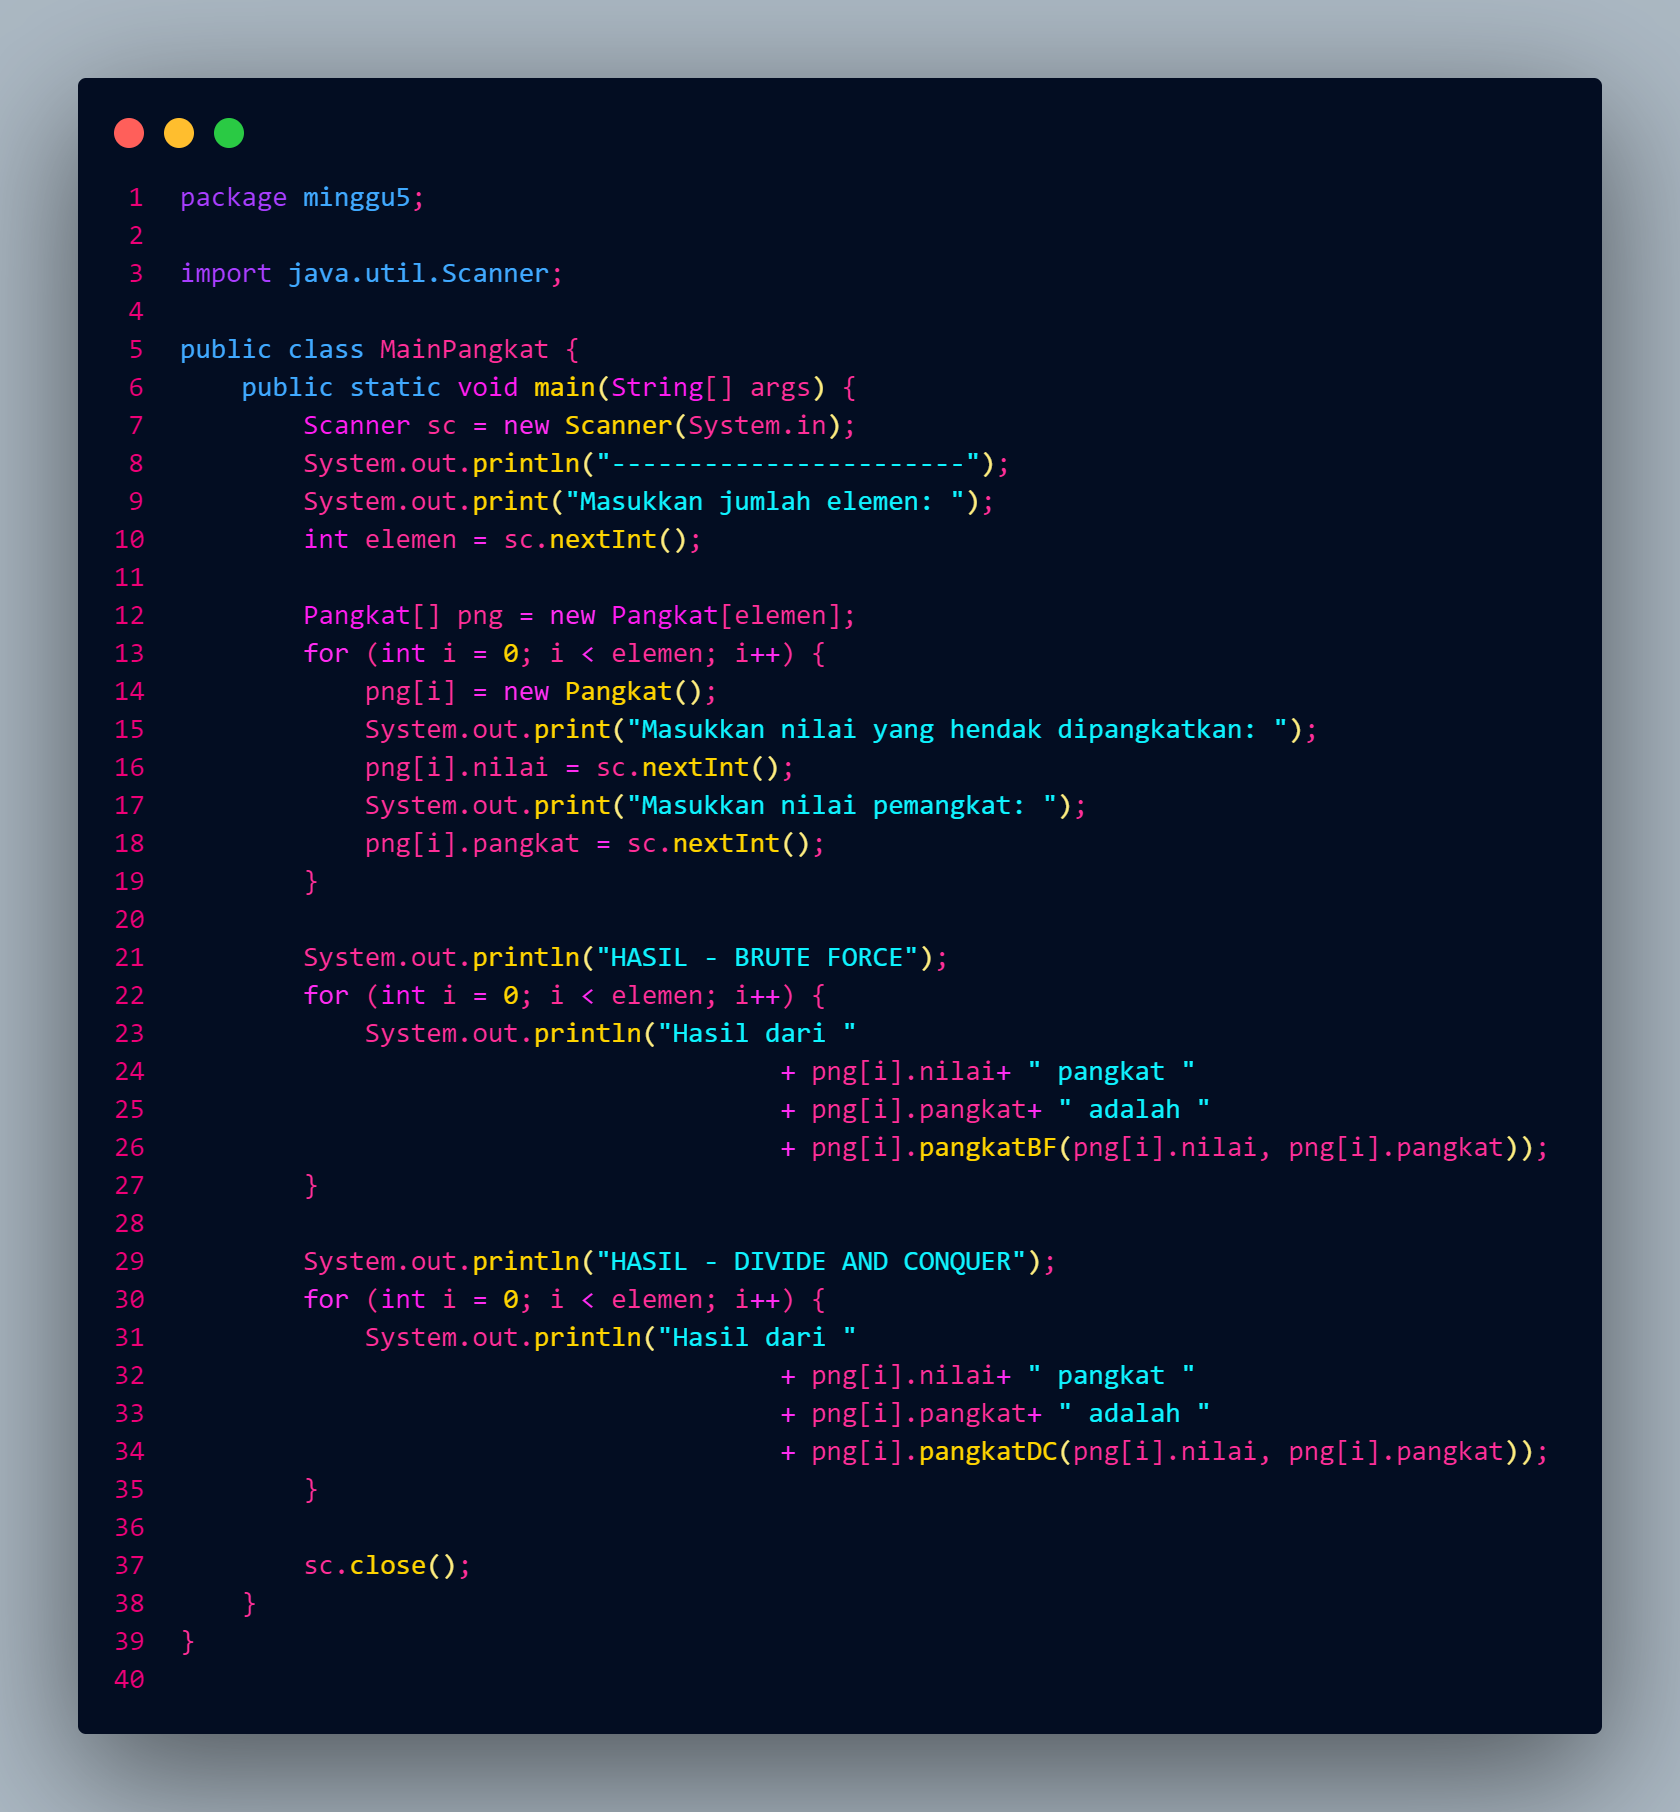 1 package minggu5;
2
3 import java.util.Scanner;
4
5 public class MainPangkat {
6     public static void main(String[] args) {
7         Scanner sc = new Scanner(System.in);
8         System.out.println("-----------------------");
9         System.out.print("Masukkan jumlah elemen: ");
10         int elemen = sc.nextInt();
11
12         Pangkat[] png = new Pangkat[elemen];
13         for (int i = 0; i < elemen; i++) {
14             png[i] = new Pangkat();
15             System.out.print("Masukkan nilai yang hendak dipangkatkan: ");
16             png[i].nilai = sc.nextInt();
17             System.out.print("Masukkan nilai pemangkat: ");
18             png[i].pangkat = sc.nextInt();
19         }
20
21         System.out.println("HASIL - BRUTE FORCE");
22         for (int i = 0; i < elemen; i++) {
23             System.out.println("Hasil dari "
24                                        + png[i].nilai+ " pangkat "
25                                        + png[i].pangkat+ " adalah "
26                                        + png[i].pangkatBF(png[i].nilai, png[i].pangkat));
27         }
28
29         System.out.println("HASIL - DIVIDE AND CONQUER");
30         for (int i = 0; i < elemen; i++) {
31             System.out.println("Hasil dari "
32                                        + png[i].nilai+ " pangkat "
33                                        + png[i].pangkat+ " adalah "
34                                        + png[i].pangkatDC(png[i].nilai, png[i].pangkat));
35         }
36
37         sc.close();
38     }
39 }
40